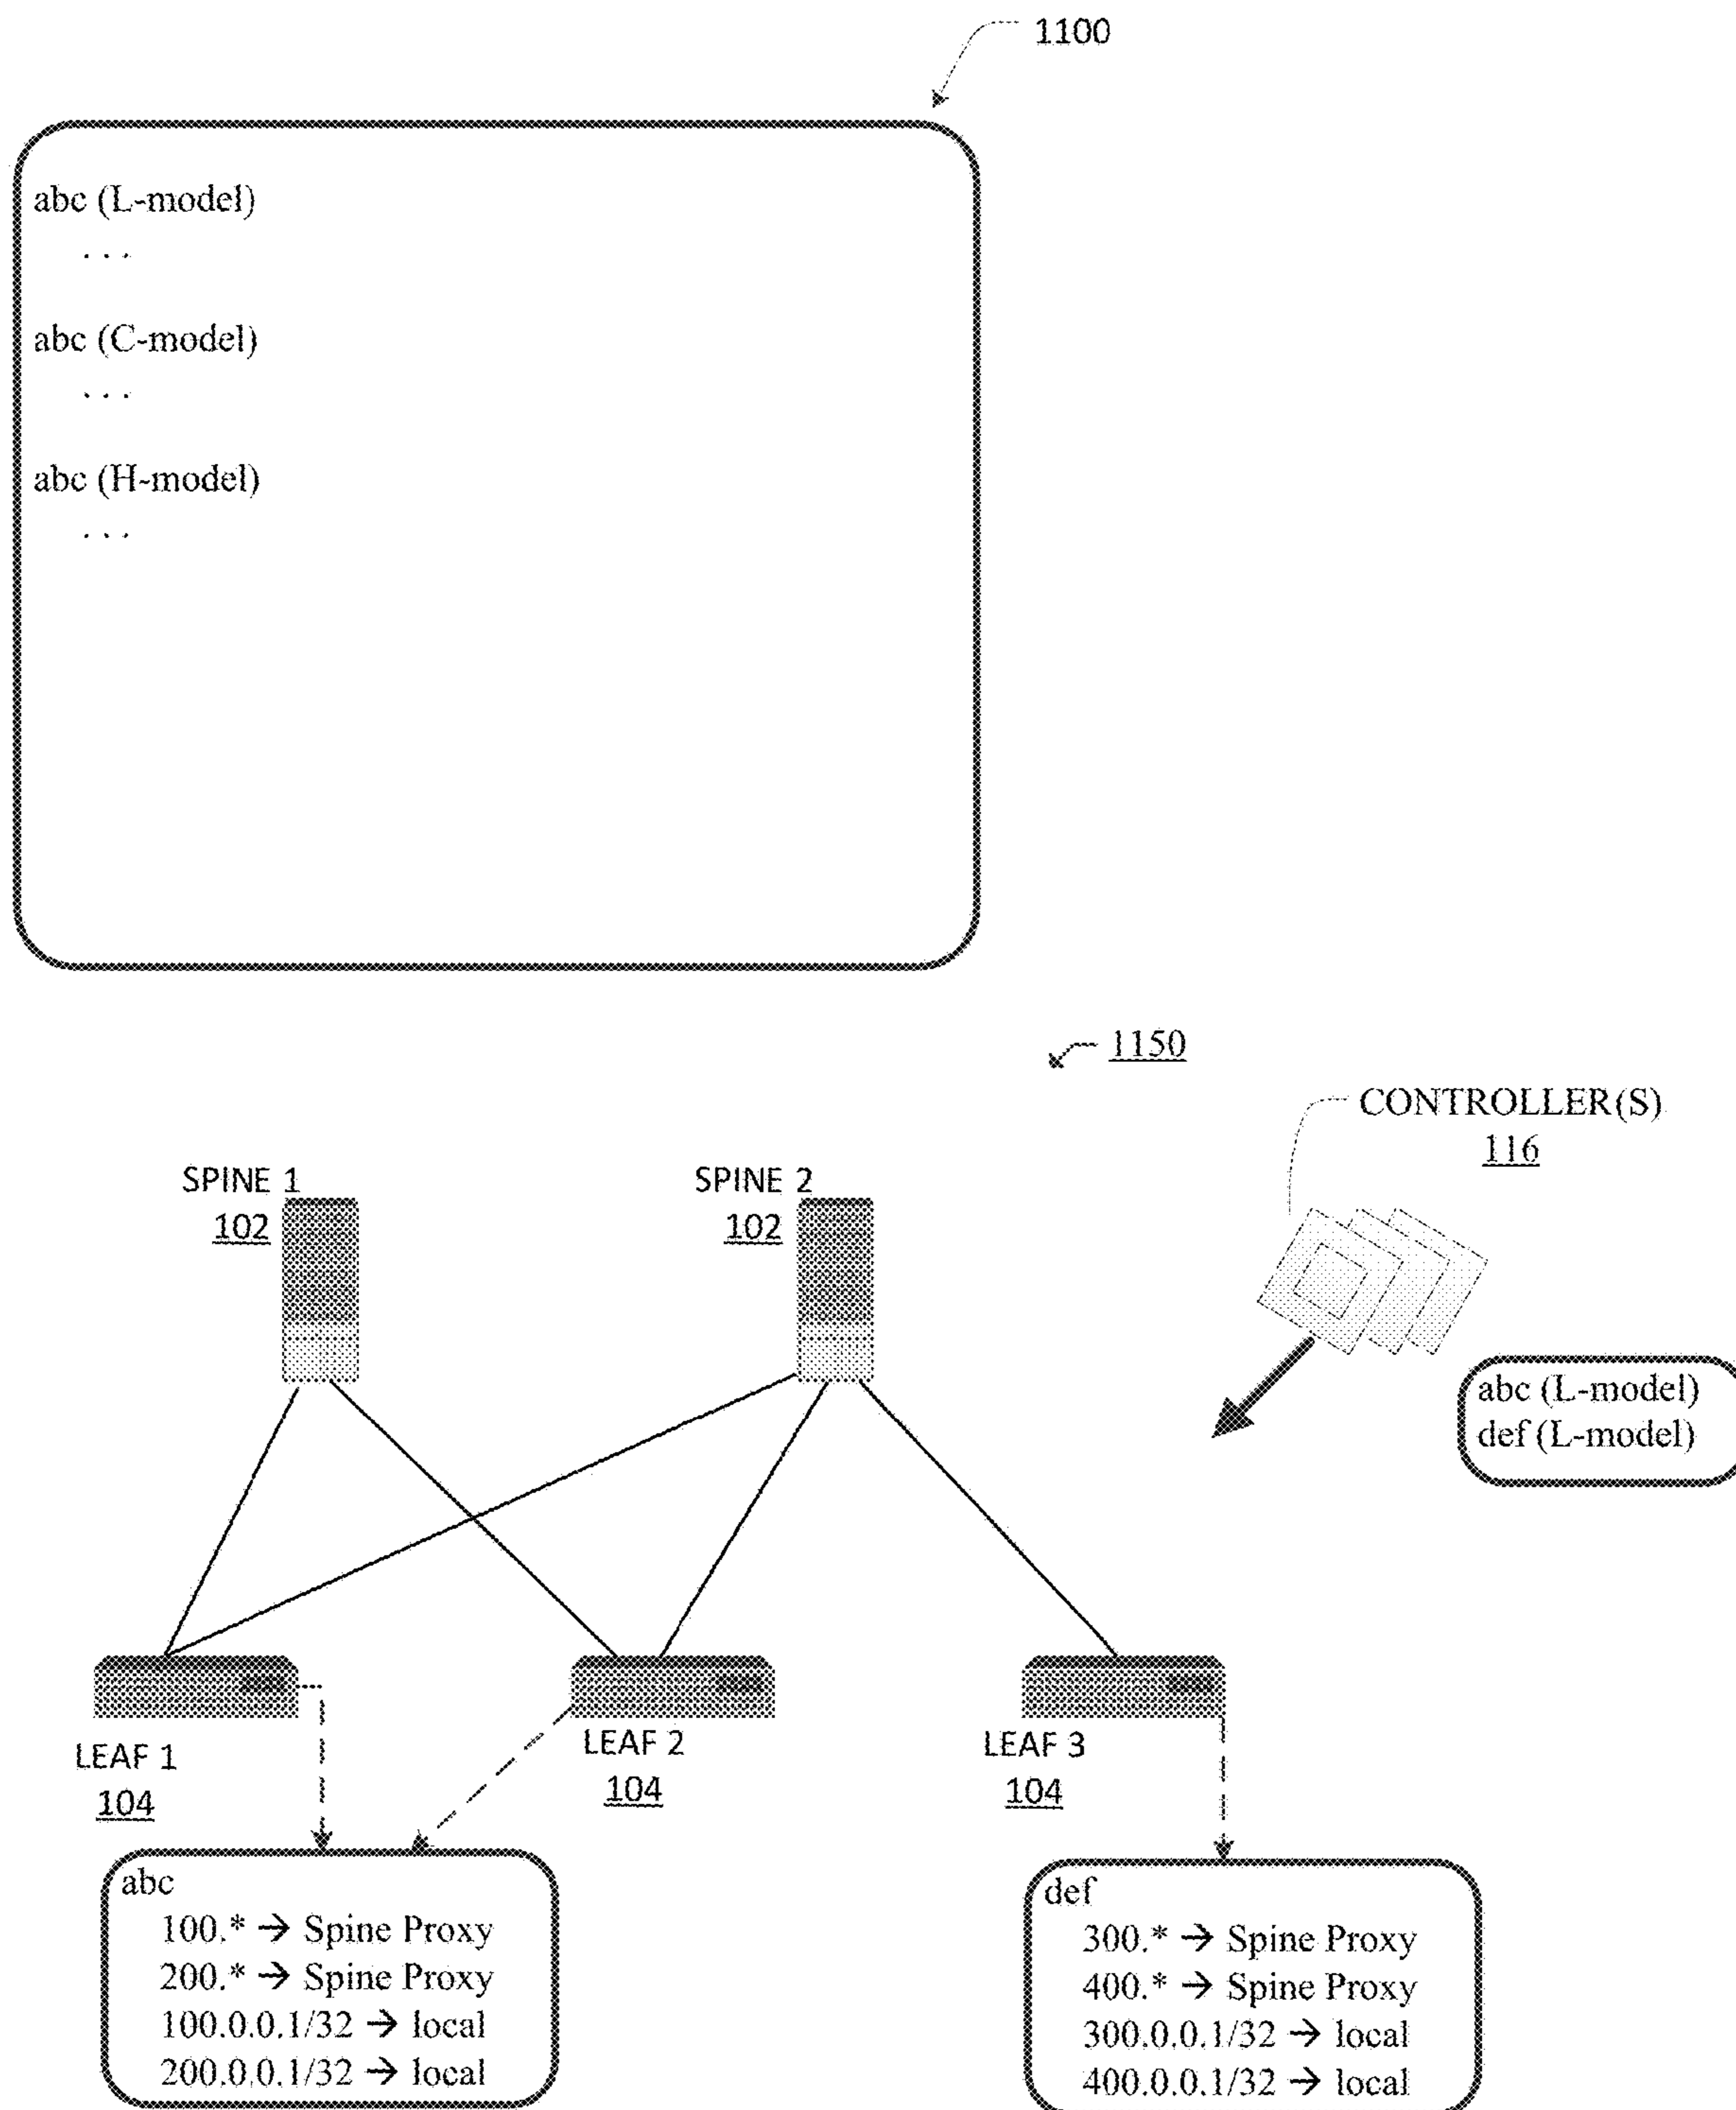 1100
abc (L-model)
. . .
abc (C-model)
. . .
abc (H-model)
. . .
1150
CONTROLLER(S)
116
SPINE 1
102
SPINE 2
102
abc (L-model)
def (L-model)
LEAF 1
104
LEAF 2
104
LEAF 3
104
abc
100.* → Spine Proxy
200.* → Spine Proxy
100.0.0.1/32 → local
200.0.0.1/32 → local
def
300.* → Spine Proxy
400.* → Spine Proxy
300.0.0.1/32 → local
400.0.0.1/32 → local